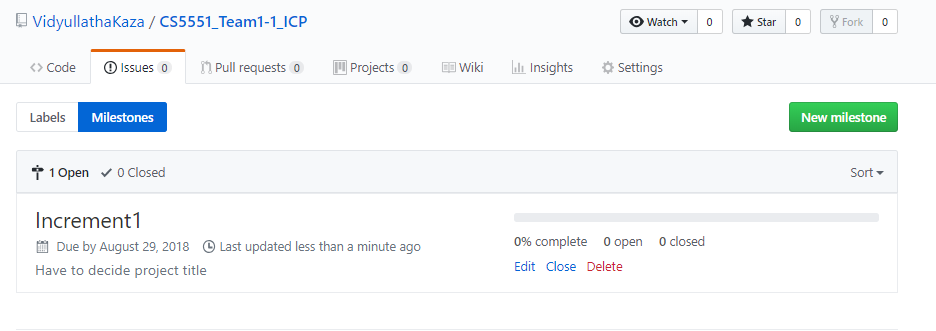 VidyullathaKaza / CS5551_Team1-1_ICP
Watch 0 Star 0 Fork 0
Code Issues 0 Pull requests 0 Projects 0 Wiki Insights Settings
Labels Milestones New milestone
1 Open 0 Closed Sort
Increment1
Due by August 29, 2018 Last updated less than a minute ago
Have to decide project title
0% complete 0 open 0 closed
Edit Close Delete